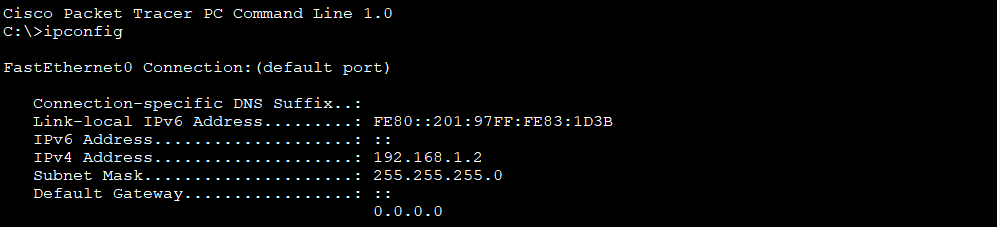 Cisco Packet Tracer PC Command Line 1.0
C:\>ipconfig
FastEthernet0 Connection:(default port)
Connection-specific DNS Suffix..:
Link-local IPv6 Address.........: FE80::201:97FF:FE83:1D3B
IPv6 Address....................: ::
IPv4 Address....................: 192.168.1.2
Subnet Mask.....................: 255.255.255.0
Default Gateway.................: ::
0.0.0.0